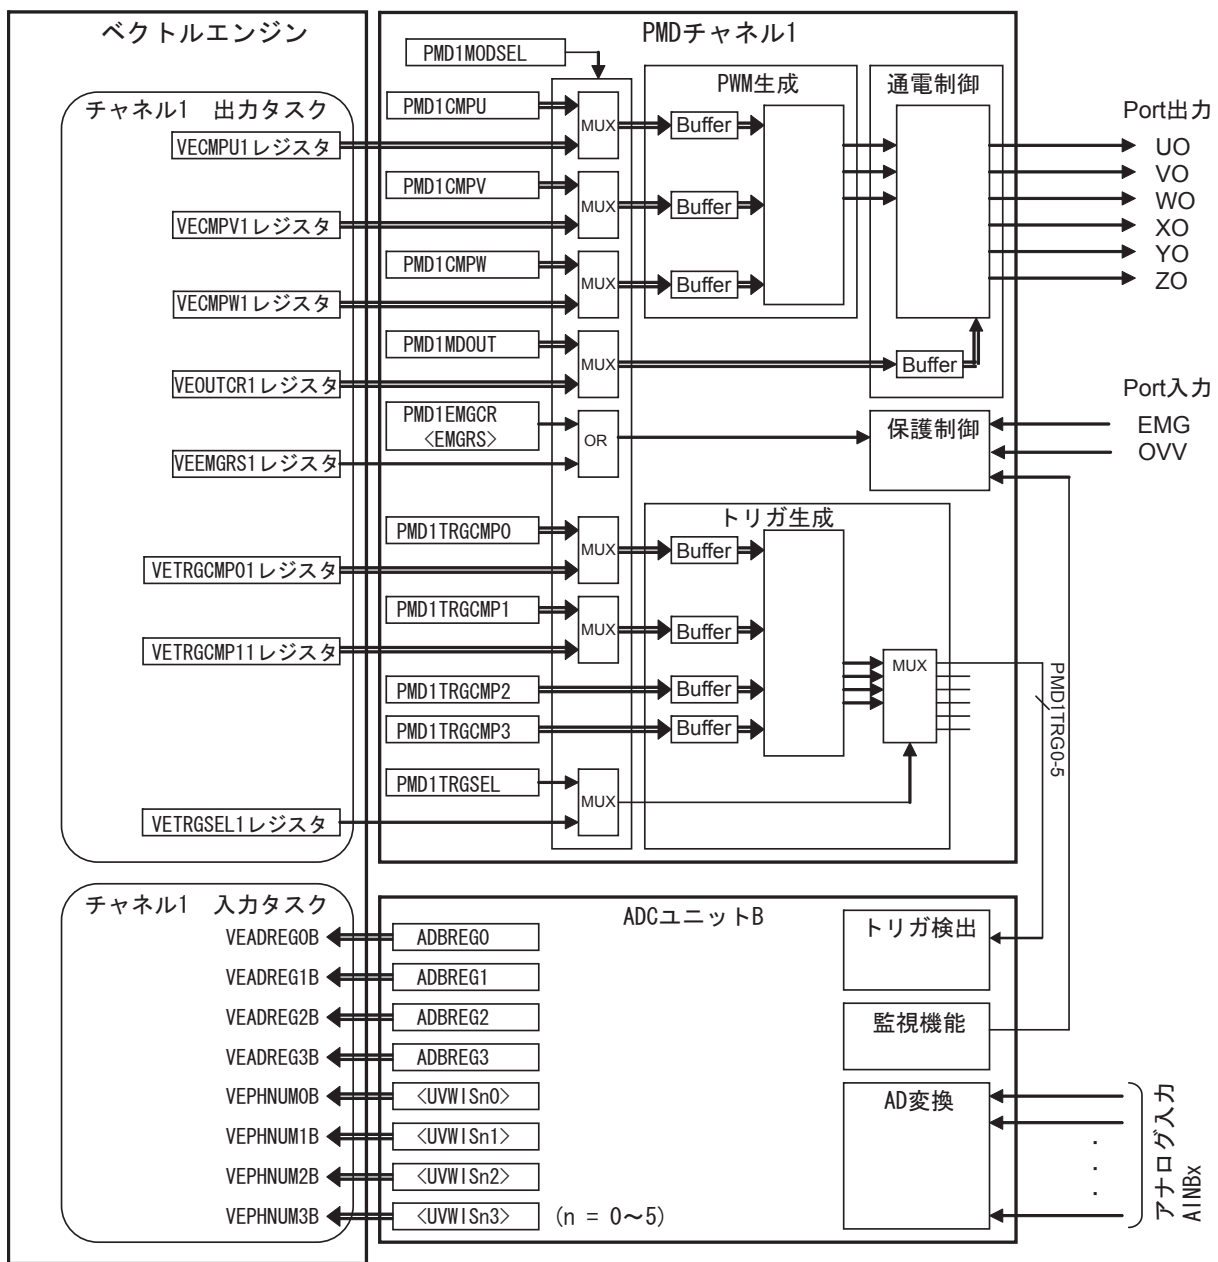 ベクトルエンジン
チャネル1 出力タスク
VECMPU1レジスタ
VECMPV1レジスタ
VECMPW1レジスタ
VEOUTCR1レジスタ
VEEMGRS1レジスタ
VETRGCMP01レジスタ
VETRGCMP11レジスタ
VETRGSEL1レジスタ
チャネル1 入力タスク
VEADREG0B
VEADREG1B
VEADREG2B
VEADREG3B
VEPHNUM0B
VEPHNUM1B
VEPHNUM2B
VEPHNUM3B
PMDチャネル1
PMD1MODSEL
PMD1CMPU
MUX
PMD1CMPV
MUX
PMD1CMPW
MUX
PMD1MDOUT
MUX
PMD1EMGCR
<EMGRS>
OR
PMD1TRGCMP0
MUX
PMD1TRGCMP1
MUX
PMD1TRGCMP2
PMD1TRGCMP3
PMD1TRGSEL
MUX
PWM生成
Buffer
Buffer
Buffer
通電制御
Buffer
保護制御
トリガ生成
Buffer
Buffer
Buffer
Buffer
MUX
PMD1TRG0-5
Port出力
UO
VO
WO
XO
YO
ZO
Port入力
EMG
OVV
ADCユニットB
ADBREG0
ADBREG1
ADBREG2
ADBREG3
<UVWISn0>
<UVWISn1>
<UVWISn2>
<UVWISn3> (n = 0～5)
トリガ検出
監視機能
AD変換
アナログ入力
AINBx